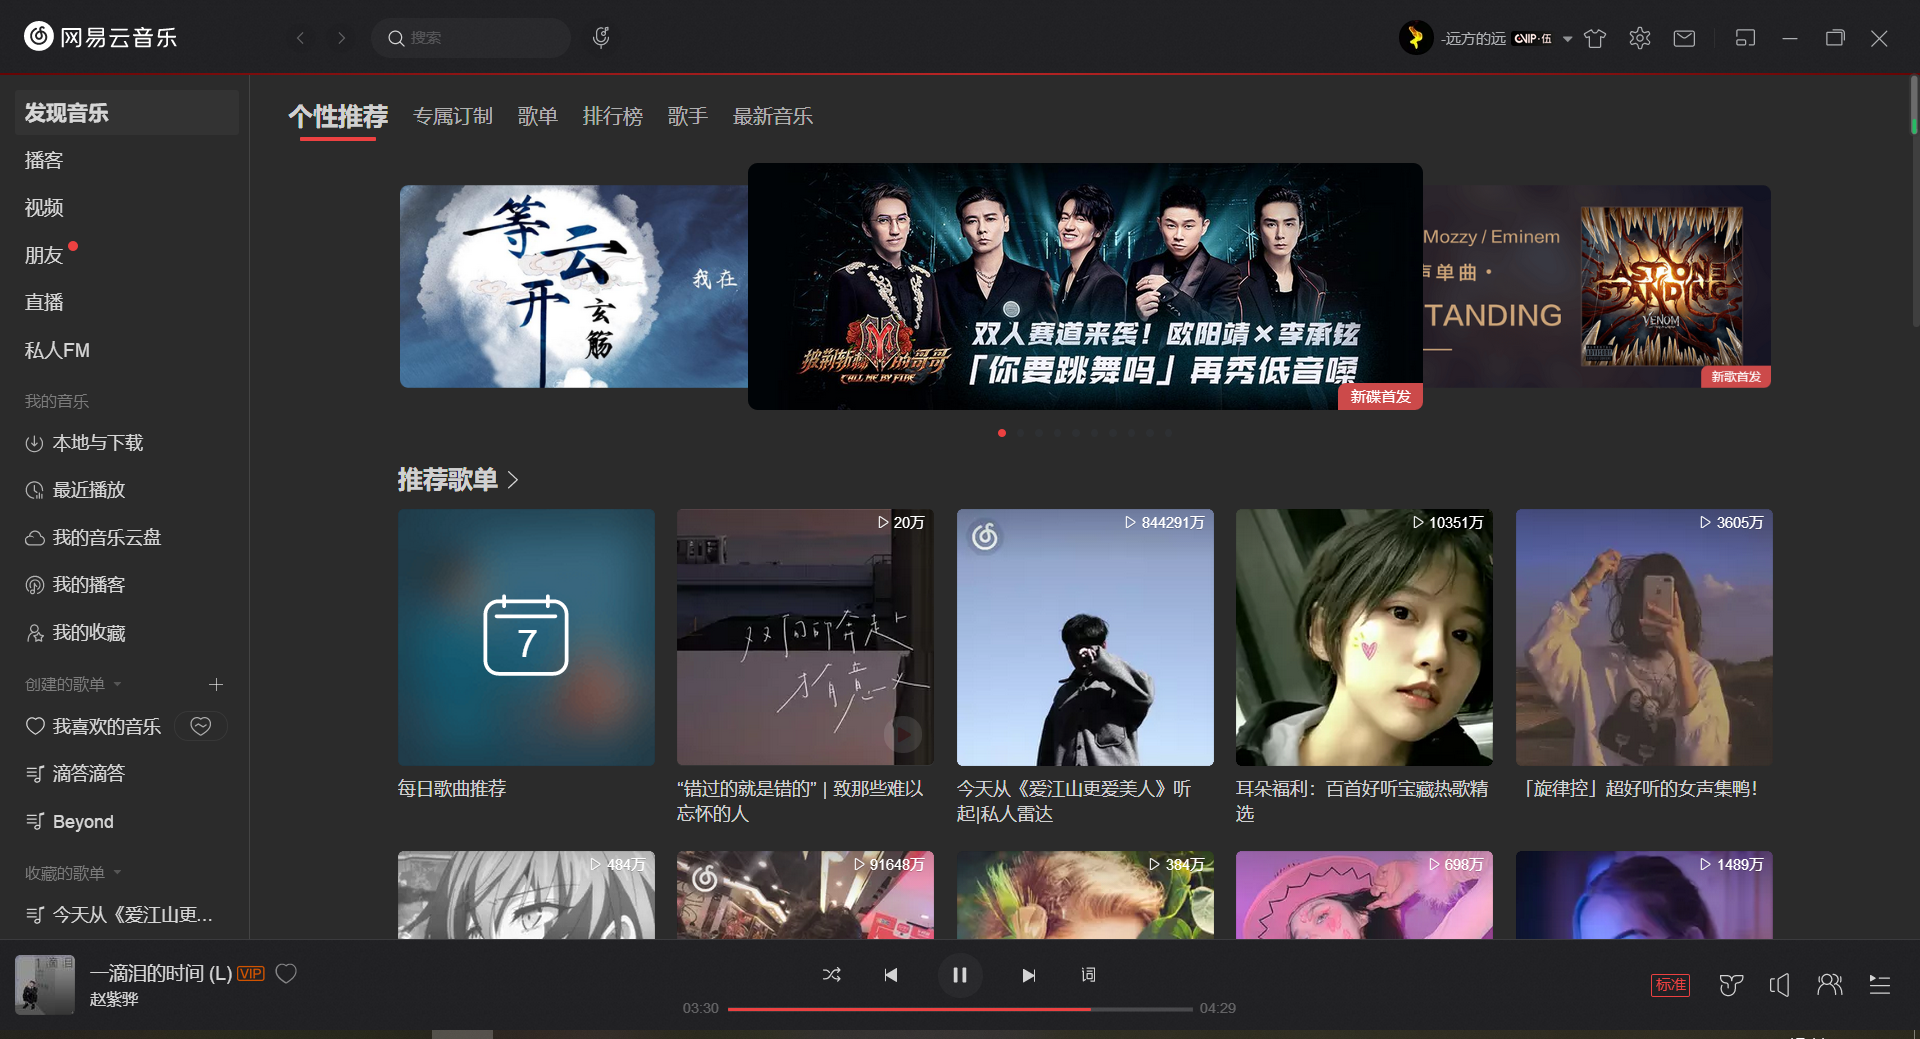 网易云音乐
搜索
-远方的远
VIP·伍
发现音乐
播客
视频
朋友
直播
私人FM
我的音乐
本地与下载
最近播放
我的音乐云盘
我的播客
我的收藏
创建的歌单
我喜欢的音乐
滴答滴答
Beyond
收藏的歌单
今天从《爱江山更...
个性推荐 专属订制 歌单 排行榜 歌手 最新音乐
等
云
开
玄觞
我在
披荆斩棘的哥哥
CALL ME BY FIRE
双人赛道来袭！欧阳靖×李承铉
「你要跳舞吗」再秀低音嗓
新碟首发
Mozzy / Eminem
单曲·
TANDING
LAST ONE
STANDING
VENOM
新歌首发
推荐歌单
7
每日歌曲推荐
20万
双向的奔赴
才有意义
“错过的就是错的” | 致那些难以
忘怀的人
844291万
今天从《爱江山更爱美人》听
起|私人雷达
10351万
耳朵福利：百首好听宝藏热歌精
选
3605万
「旋律控」超好听的女声集鸭！
484万
91648万
384万
698万
1489万
一滴泪的时间 (L) VIP
赵紫骅
词
03:30
04:29
标准